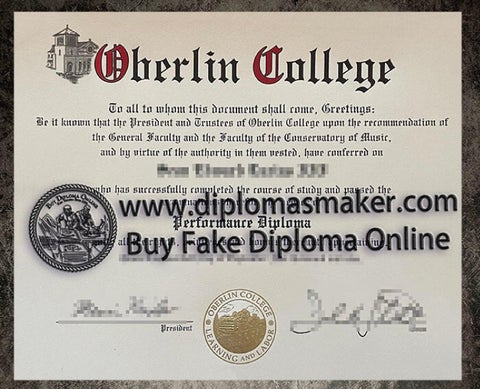 Oberlin College
To all to whom this document shall come, Greetings:
Be it known that the President and Trustees of Oberlin College upon the recommendation of
the General Faculty and the Faculty of the Conservatory of Music,
and by virtue of the authority in them vested, have conferred on
who has successfully completed the course of study and passed the
www.diplomasmaker.com
Performance Diploma
Buy Fake Diploma Online
President
OBERLIN COLLEGE
LEARNING AND LABOR